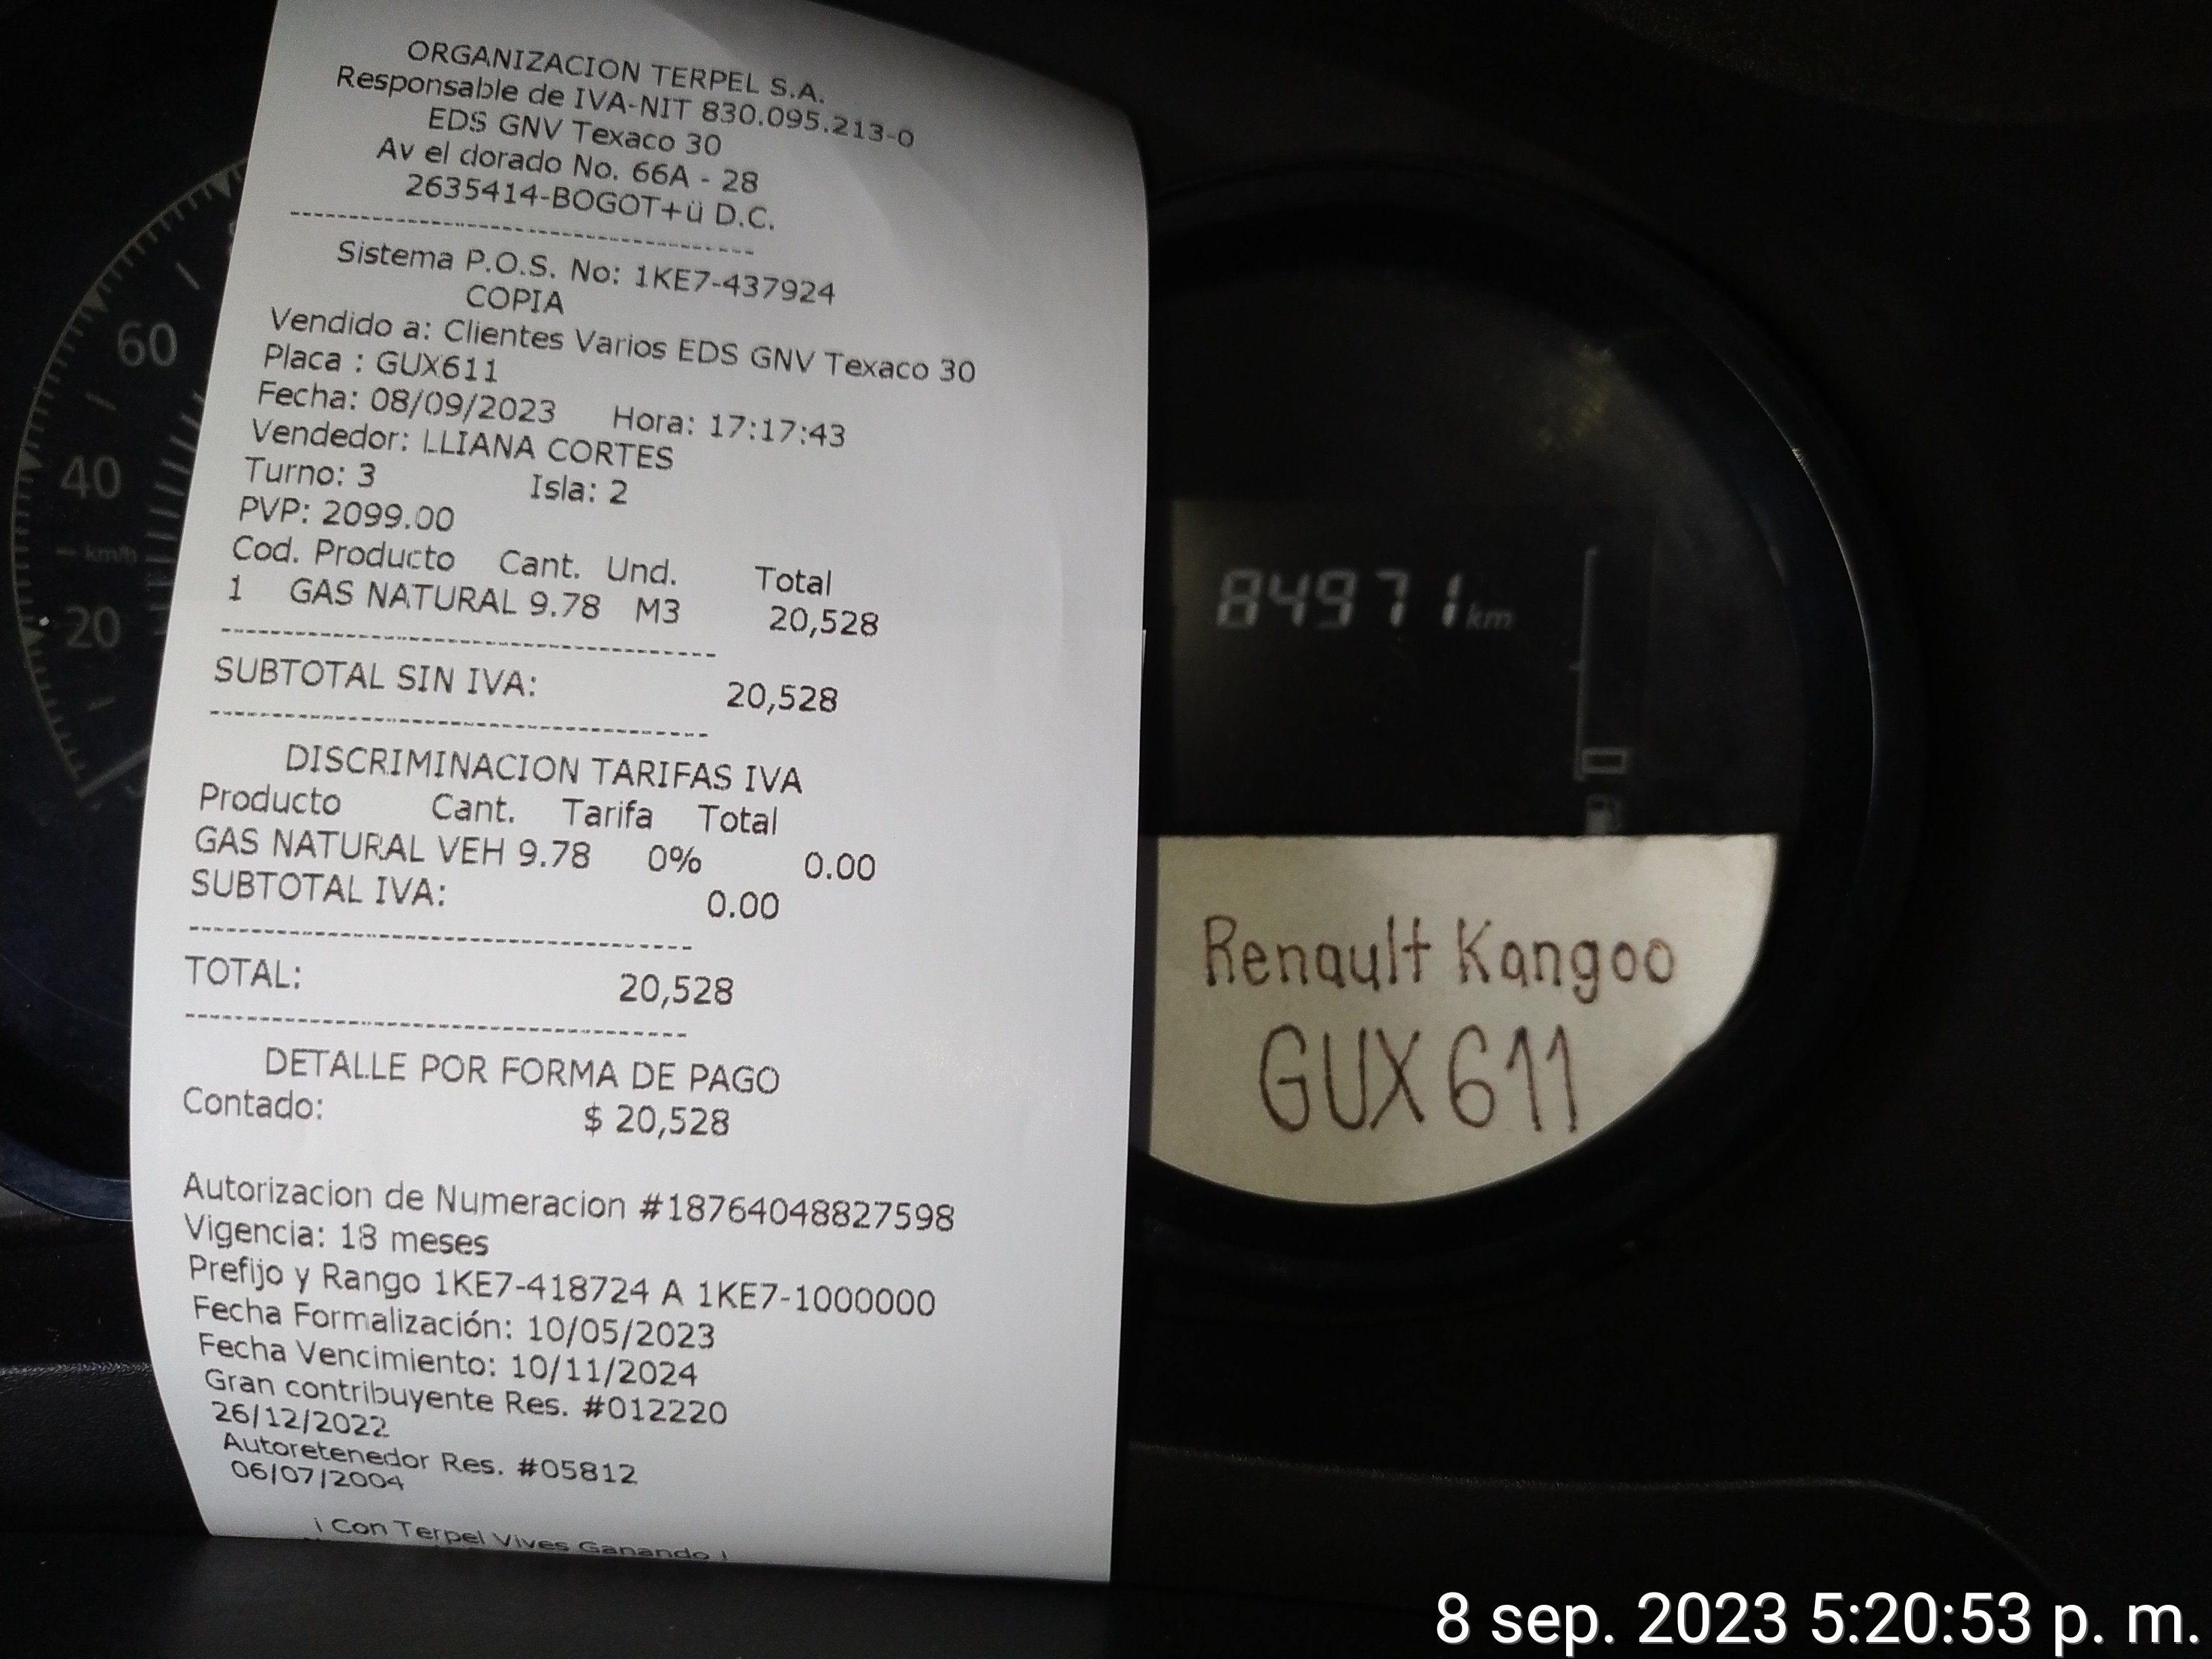 ORGANIZACION TERPEL S.A.
Responsable de IVA-NIT 830.095.213-0
EDS GNV Texaco 30
Av el dorado No. 66A - 28
2635414-BOGOT+ü D.C.
Sistema P.O.S. No: 1KE7-437924
COPIA
Vendido a: Clientes Varios EDS GNV Texaco 30
Placa : GUX611
Fecha: 08/09/2023 Hora: 17:17:43
Vendedor: LLIANA CORTES
Turno: 3 Isla: 2
PVP: 2099.00
Cod. Producto Cant. Und. Total
1 GAS NATURAL 9.78 M3 20,528
SUBTOTAL SIN IVA: 20,528
DISCRIMINACION TARIFAS IVA
Producto Cant. Tarifa Total
GAS NATURAL VEH 9.78 0% 0.00
SUBTOTAL IVA: 0.00
TOTAL: 20,528
DETALLE POR FORMA DE PAGO
Contado: $ 20,528
Autorizacion de Numeracion #18764048827598
Vigencia: 18 meses
Prefijo y Rango 1KE7-418724 A 1KE7-1000000
Fecha Formalización: 10/05/2023
Fecha Vencimiento: 10/11/2024
Gran contribuyente Res. #012220
26/12/2022
Autoretenedor Res. #05812
06/07/2004
¡ Con Terpel Vives Ganando !
60
40
km/h
20
84971 km
Renault Kangoo
GUX 611
8 sep. 2023 5:20:53 p. m.